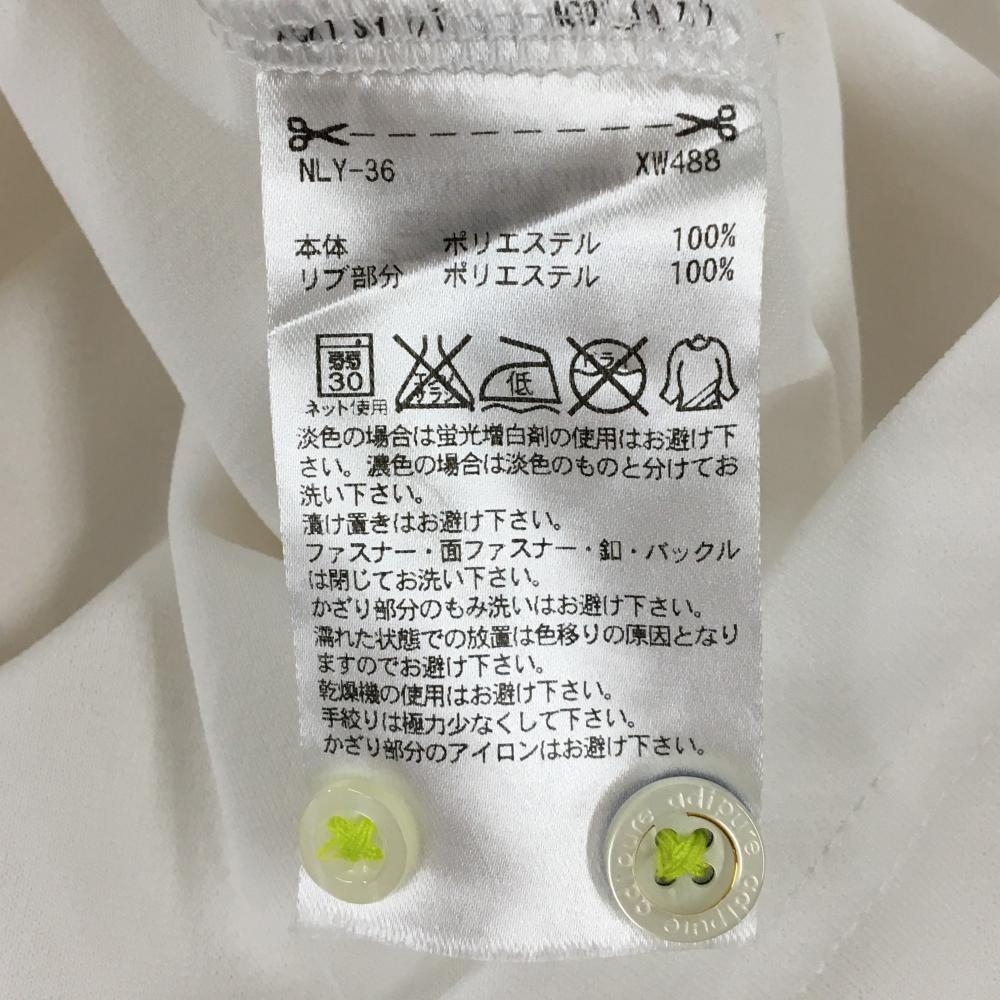 NLY-36 XW488
本体 ポリエステル 100%
リブ部分 ポリエステル 100%
弱
30
ネット使用
低
淡色の場合は蛍光増白剤の使用はお避け下
さい。濃色の場合は淡色のものと分けてお
洗い下さい。
漬け置きはお避け下さい。
ファスナー・面ファスナー・釦・バックル
は閉じてお洗い下さい。
かざり部分のもみ洗いはお避け下さい。
濡れた状態での放置は色移りの原因となり
ますのでお避け下さい。
乾燥機の使用はお避け下さい。
手絞りは極力少なくして下さい。
かざり部分のアイロンはお避け下さい。
adipure adipure